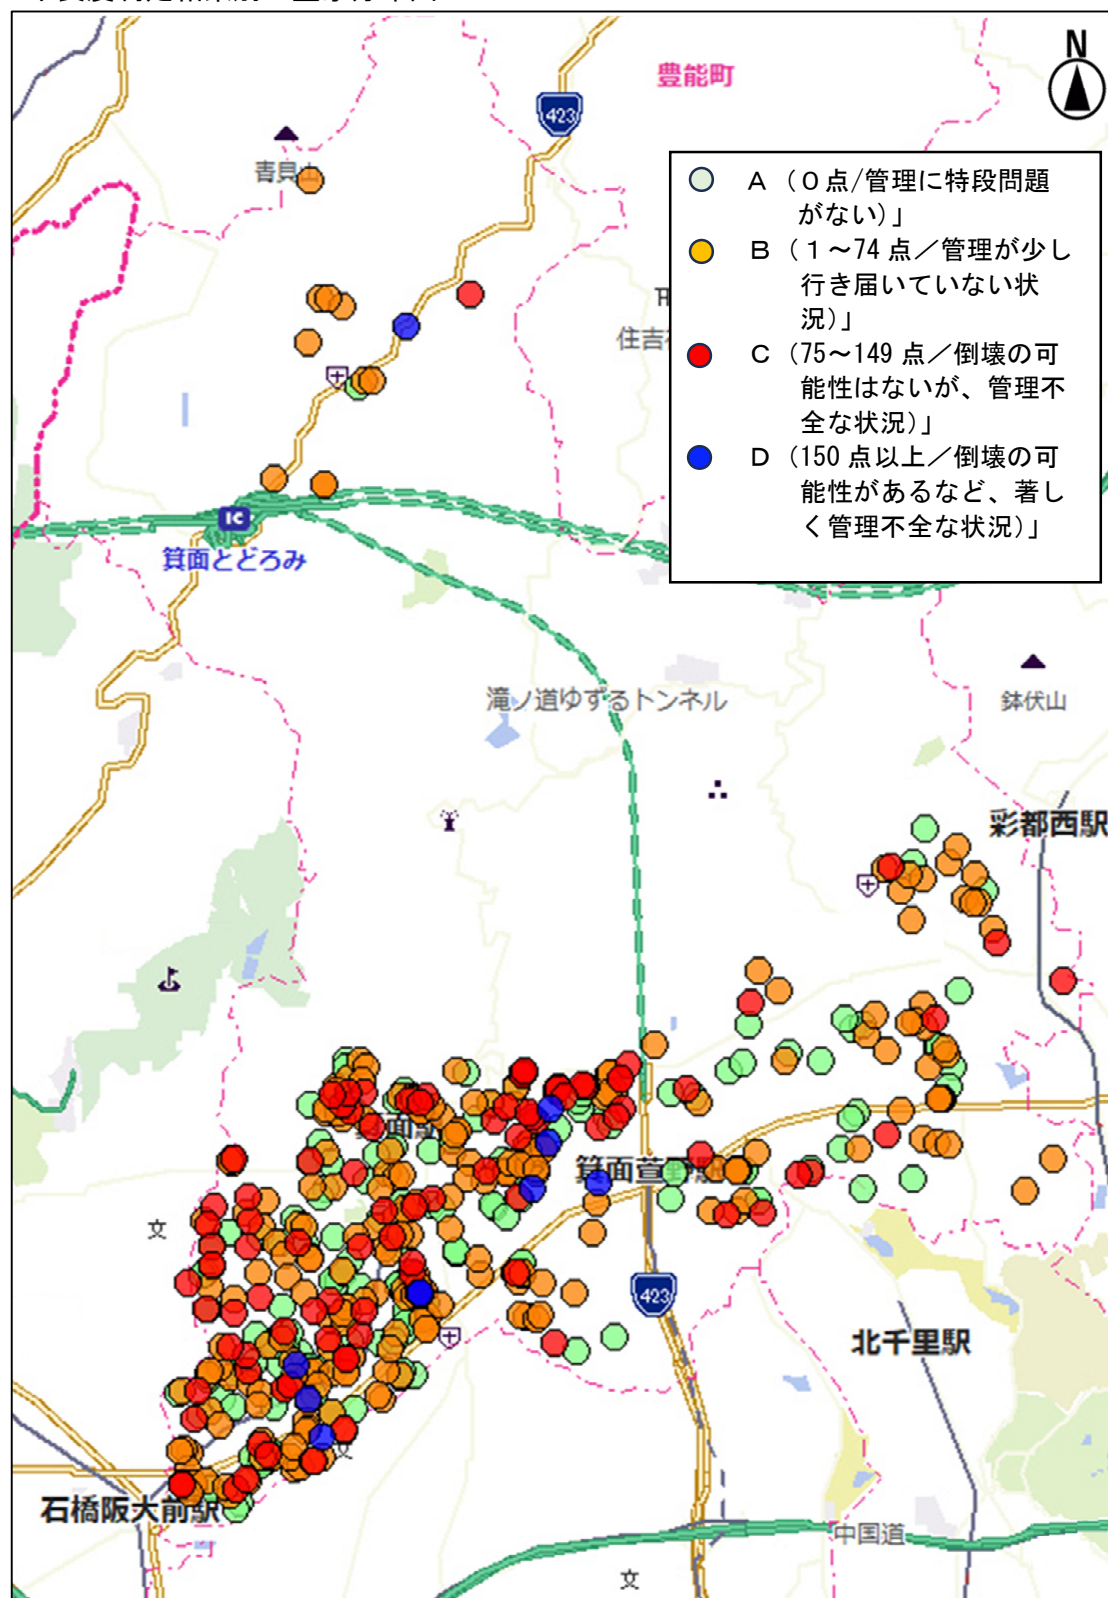 N
豊能町
423
青貝山
A （０点/管理に特段問題
がない）」
B （１～74点／管理が少し
行き届いていない状
況）」
C （75～149点／倒壊の可
能性はないが、管理不
全な状況）」
D （150点以上／倒壊の可
能性があるなど、著し
く管理不全な状況）」
住吉
IC
箕面とどろみ
滝ノ道ゆずるトンネル
鉢伏山
彩都西駅
箕面駅
箕面萱野駅
文
423
北千里駅
文
石橋阪大前駅
中国道
文